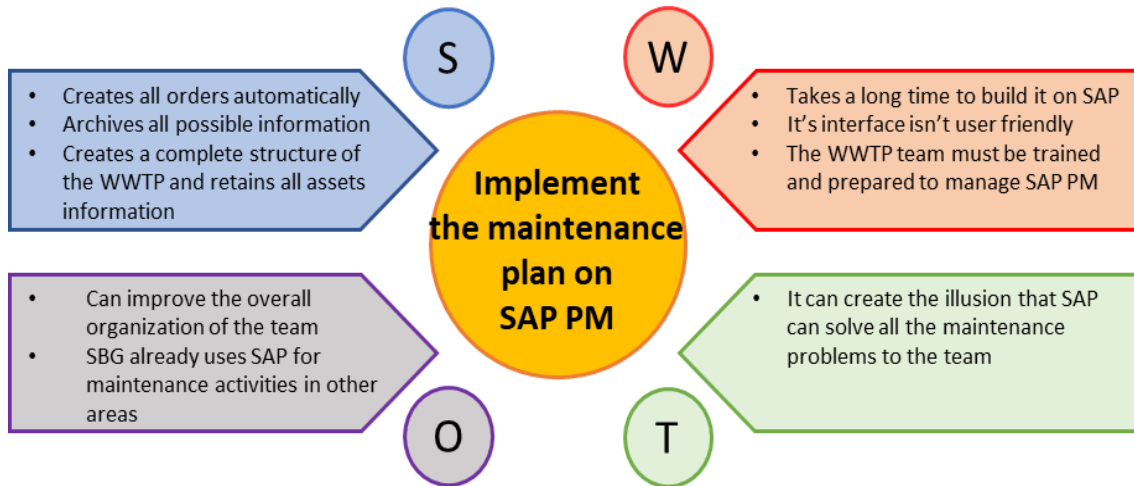 S
• Creates all orders automatically
• Archives all possible information
• Creates a complete structure of
the WWTP and retains all assets
information
W
• Takes a long time to build it on SAP
• It's interface isn't user friendly
• The WWTP team must be trained
and prepared to manage SAP PM
Implement
the maintenance
plan on
SAP PM
• Can improve the overall
organization of the team
• SBG already uses SAP for
maintenance activities in other
areas
O
• It can create the illusion that SAP
can solve all the maintenance
problems to the team
T